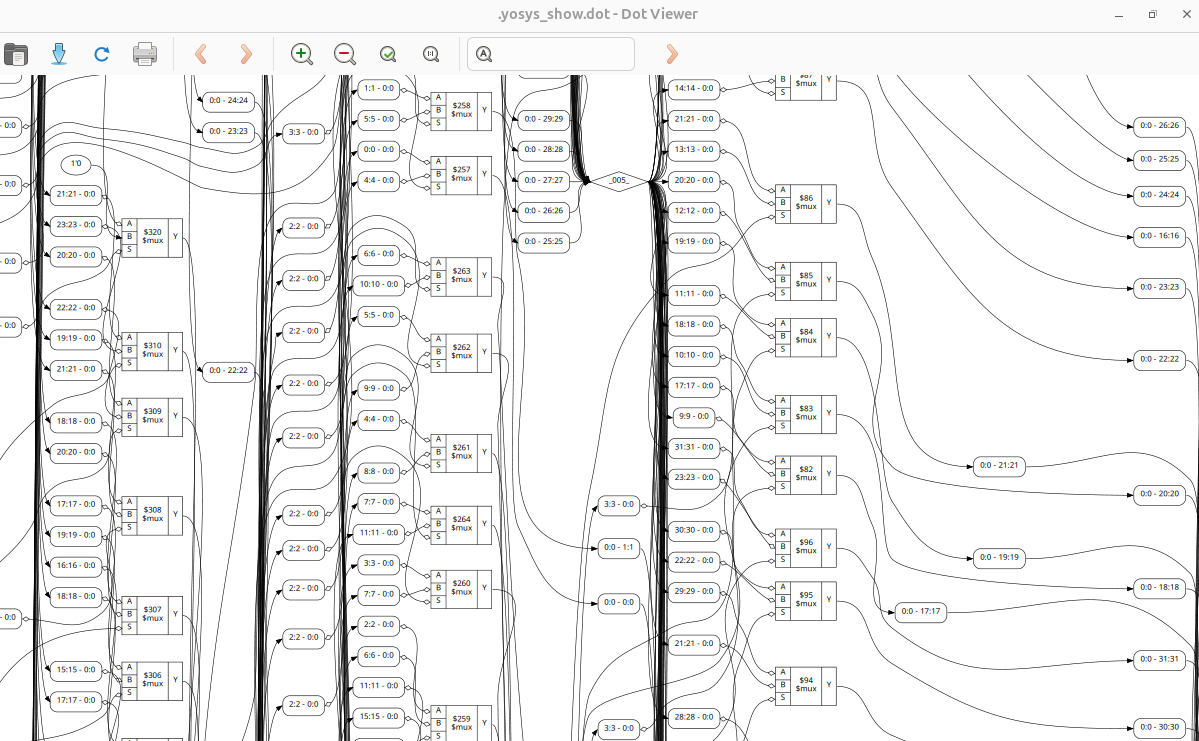 .yosys_show.dot - Dot Viewer
0:0 - 24:24
0:0 - 23:23
- 0:0
1'0
21:21 - 0:0
- 0:0
23:23 - 0:0
20:20 - 0:0
- 0:0
A
B
S
$320
$mux
Y
22:22 - 0:0
19:19 - 0:0
21:21 - 0:0
- 0:0
A
B
S
$310
$mux
Y
0:0 - 22:22
18:18 - 0:0
20:20 - 0:0
A
B
S
$309
$mux
Y
17:17 - 0:0
19:19 - 0:0
A
B
S
$308
$mux
Y
16:16 - 0:0
18:18 - 0:0
- 0:0
A
B
S
$307
$mux
Y
15:15 - 0:0
17:17 - 0:0
A
B
S
$306
$mux
Y
3:3 - 0:0
2:2 - 0:0
2:2 - 0:0
2:2 - 0:0
2:2 - 0:0
2:2 - 0:0
2:2 - 0:0
2:2 - 0:0
2:2 - 0:0
2:2 - 0:0
2:2 - 0:0
1:1 - 0:0
5:5 - 0:0
A
B
S
$258
$mux
Y
0:0 - 0:0
4:4 - 0:0
A
B
S
$257
$mux
Y
6:6 - 0:0
10:10 - 0:0
A
B
S
$263
$mux
Y
5:5 - 0:0
9:9 - 0:0
A
B
S
$262
$mux
Y
4:4 - 0:0
8:8 - 0:0
A
B
S
$261
$mux
Y
7:7 - 0:0
11:11 - 0:0
A
B
S
$264
$mux
Y
3:3 - 0:0
7:7 - 0:0
A
B
S
$260
$mux
Y
2:2 - 0:0
6:6 - 0:0
11:11 - 0:0
15:15 - 0:0
A
B
S
$259
$mux
Y
0:0 - 29:29
0:0 - 28:28
0:0 - 27:27
0:0 - 26:26
0:0 - 25:25
_005_
3:3 - 0:0
0:0 - 1:1
0:0 - 0:0
3:3 - 0:0
14:14 - 0:0
21:21 - 0:0
13:13 - 0:0
20:20 - 0:0
12:12 - 0:0
19:19 - 0:0
11:11 - 0:0
18:18 - 0:0
10:10 - 0:0
17:17 - 0:0
9:9 - 0:0
31:31 - 0:0
23:23 - 0:0
30:30 - 0:0
22:22 - 0:0
29:29 - 0:0
21:21 - 0:0
28:28 - 0:0
B
S
$mux
Y
A
B
S
$86
$mux
Y
A
B
S
$85
$mux
Y
A
B
S
$84
$mux
Y
A
B
S
$83
$mux
Y
A
B
S
$82
$mux
Y
A
B
S
$96
$mux
Y
A
B
S
$95
$mux
Y
A
B
S
$94
$mux
Y
0:0 - 21:21
0:0 - 19:19
0:0 - 17:17
0:0 - 26:26
0:0 - 25:25
0:0 - 24:24
0:0 - 16:16
0:0 - 23:23
0:0 - 22:22
0:0 - 20:20
0:0 - 18:18
0:0 - 31:31
0:0 - 30:30